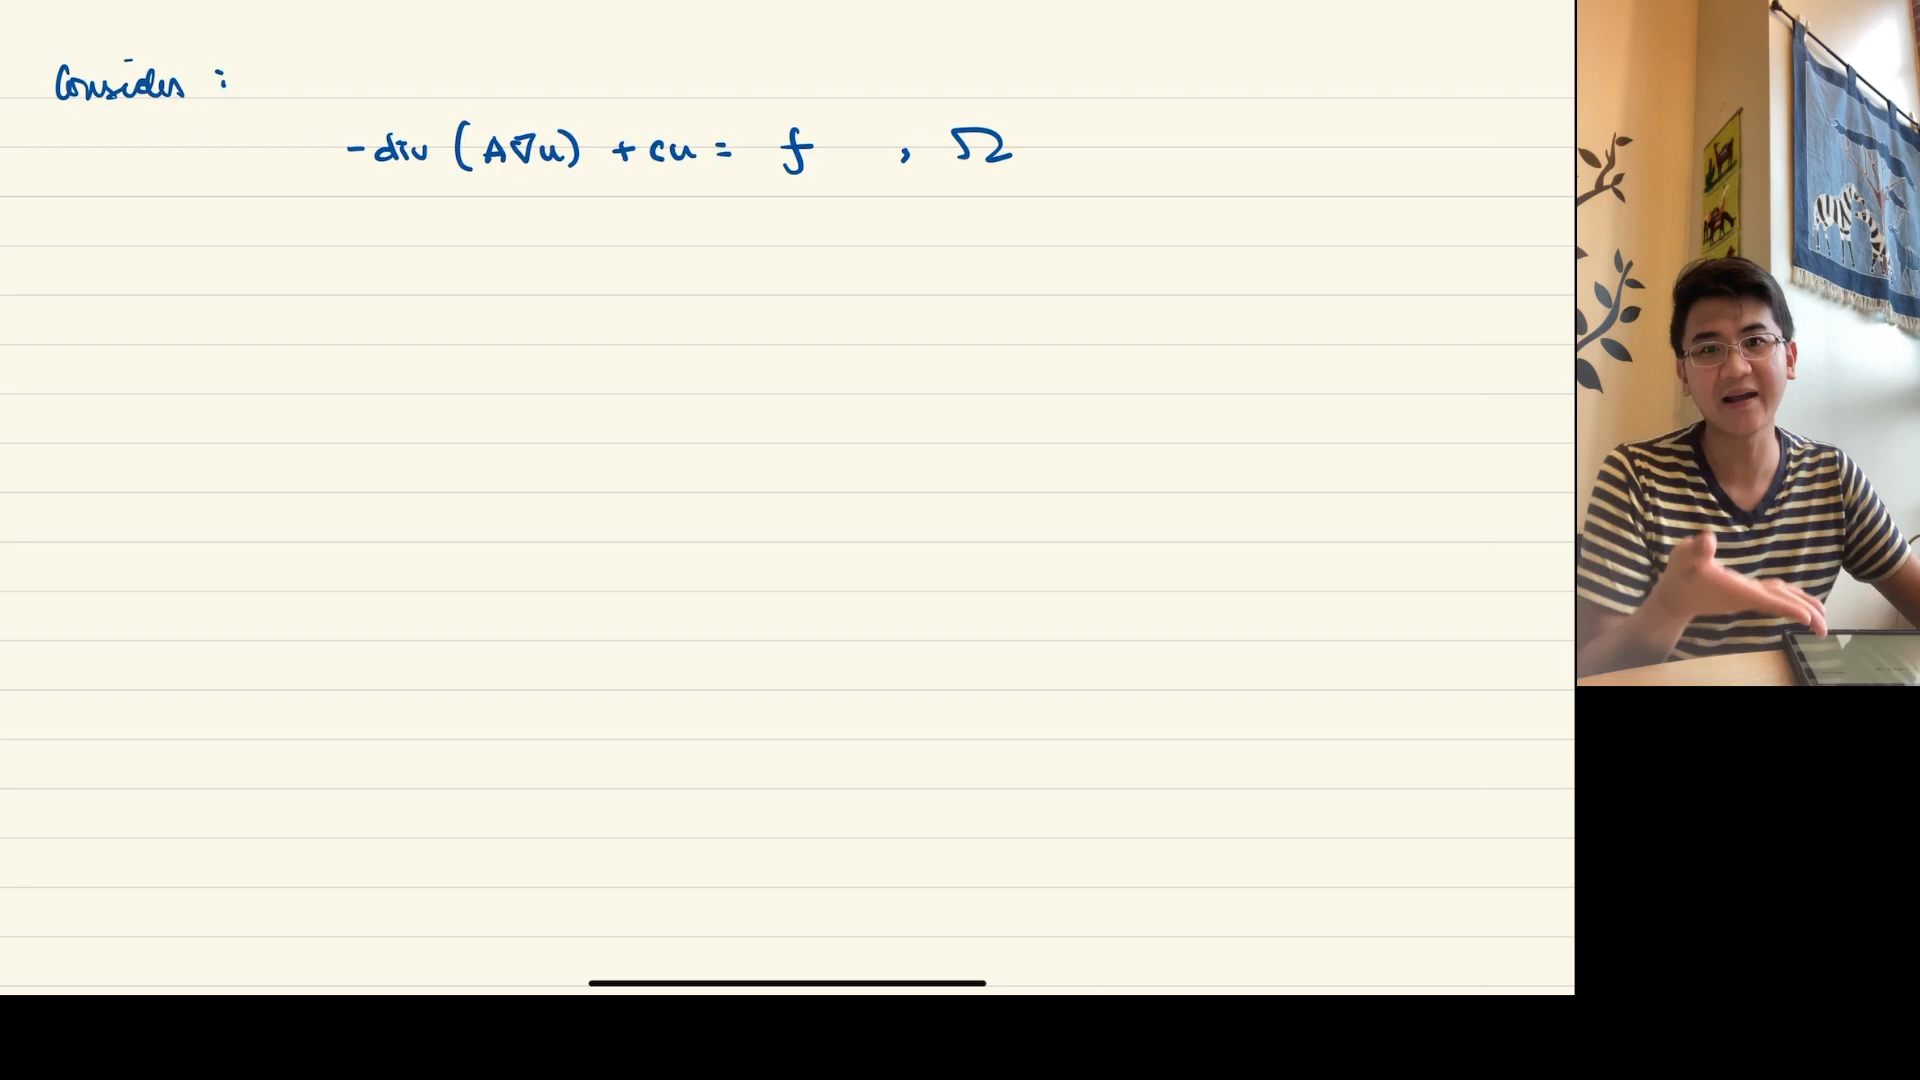 Consider :
-div (A∇u) + cu = f , Ω